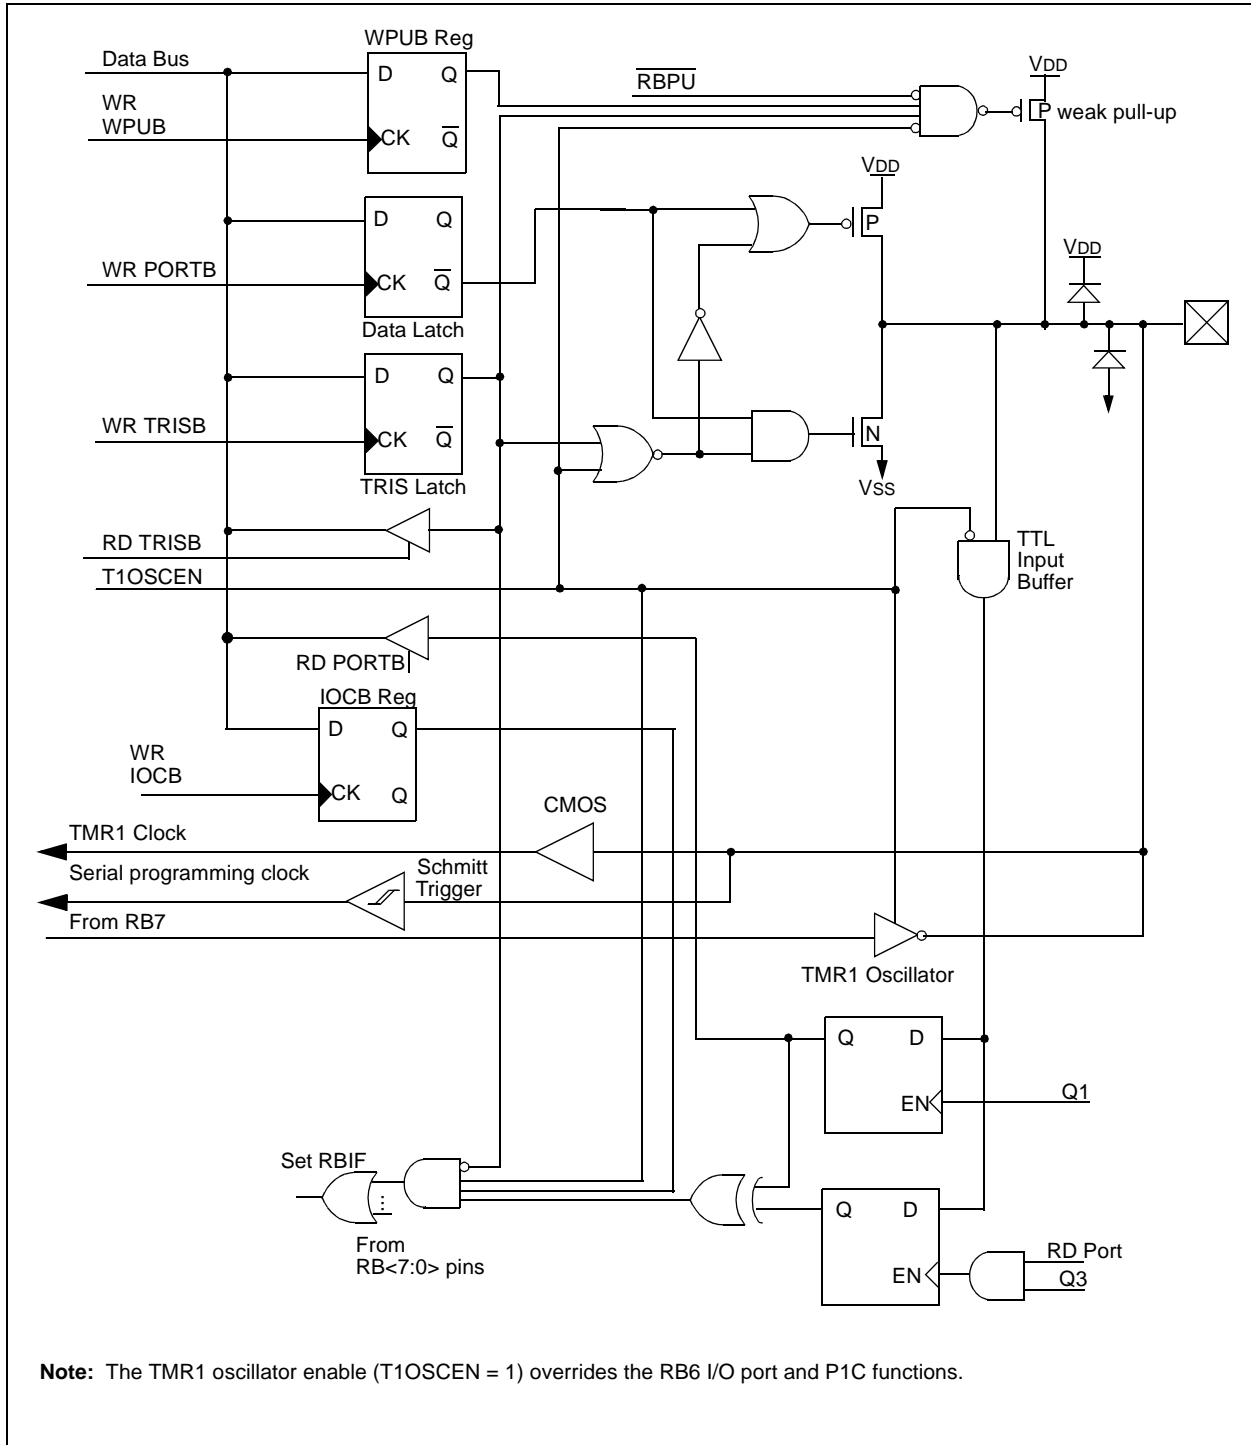 WPUB Reg
Data Bus
D Q
RBPU
VDD
WR
WPUB
CK Q
P weak pull-up
VDD
D Q
P
VDD
WR PORTB
CK Q
Data Latch
D Q
WR TRISB
CK Q
N
TRIS Latch
VSS
RD TRISB
TTL
Input
Buffer
T1OSCEN
RD PORTB
IOCB Reg
D Q
WR
IOCB
CK Q
CMOS
TMR1 Clock
Schmitt
Trigger
Serial programming clock
From RB7
TMR1 Oscillator
Q D
EN
Q1
Set RBIF
Q D
From
RB<7:0> pins
RD Port
EN
Q3
Note: The TMR1 oscillator enable (T1OSCEN = 1) overrides the RB6 I/O port and P1C functions.